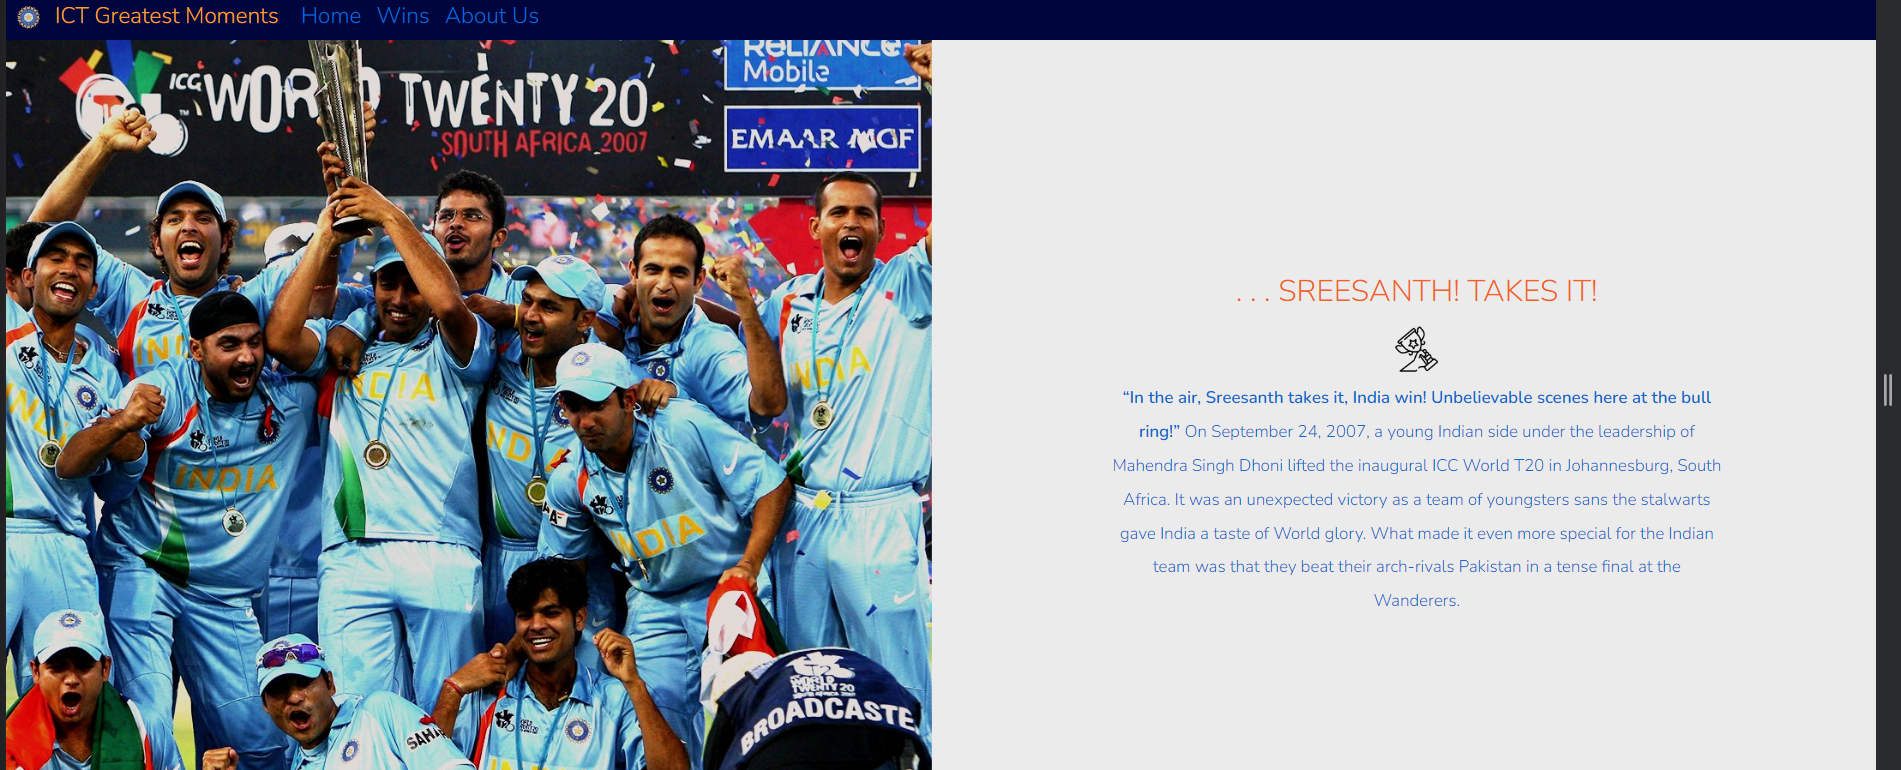 ICT Greatest Moments Home Wins About Us
RELIANCE
Mobile
ICC WORLD TWENTY 20
SOUTH AFRICA 2007
EMAAR MGF
INDIA
INDIA
INDIA
INDIA
INDIA
SAHA
WORLD
TWENTY 20
SOUTH AFRICA 2007
BROADCASTE
. . . SREESANTH! TAKES IT!
“In the air, Sreesanth takes it, India win! Unbelievable scenes here at the bull
ring!” On September 24, 2007, a young Indian side under the leadership of
Mahendra Singh Dhoni lifted the inaugural ICC World T20 in Johannesburg, South
Africa. It was an unexpected victory as a team of youngsters sans the stalwarts
gave India a taste of World glory. What made it even more special for the Indian
team was that they beat their arch-rivals Pakistan in a tense final at the
Wanderers.